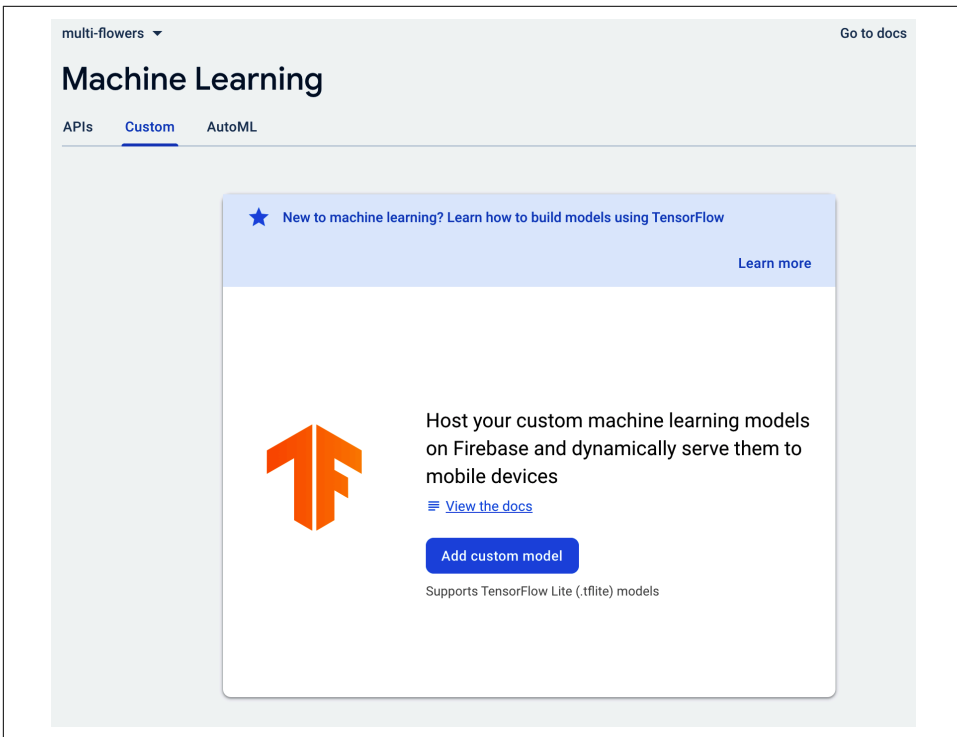 multi-flowers
Go to docs
Machine Learning
APIs Custom AutoML
New to machine learning? Learn how to build models using TensorFlow
Learn more
Host your custom machine learning models
on Firebase and dynamically serve them to
mobile devices
View the docs
Add custom model
Supports TensorFlow Lite (.tflite) models